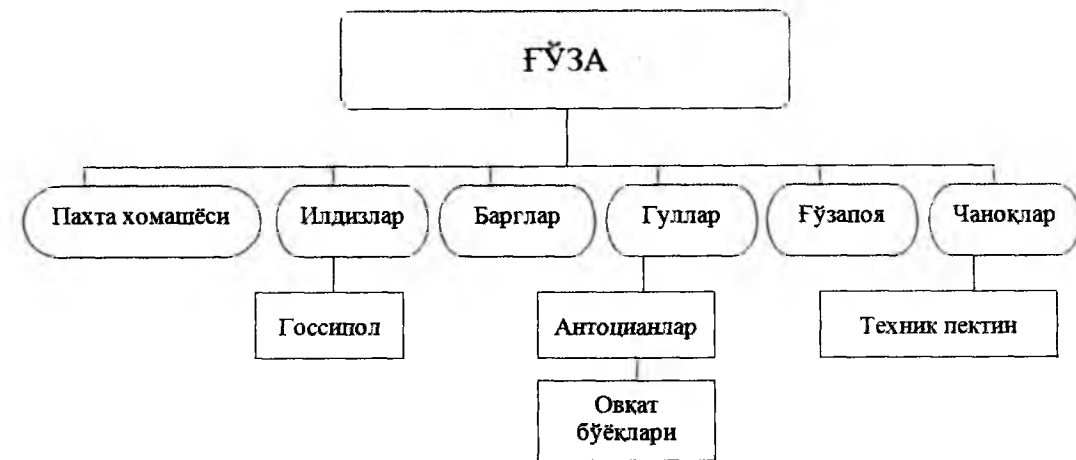 ҒЎЗА
Пахта хомашёси
Илдизлар
Барглар
Гуллар
Ғўзапоя
Чаноқлар
Госсипол
Антоцианлар
Техник пектин
Овқат
бўёқлари